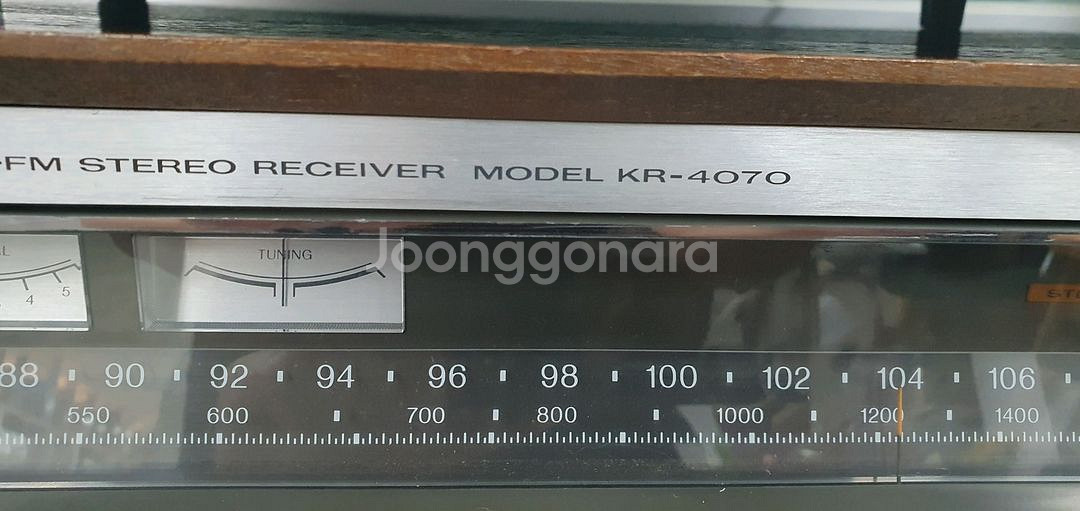 FM STEREO RECEIVER MODEL KR-4070
TUNING
Joonggonara
4 5
88 90 92 94 96 98 100 102 104 106
550 600 700 800 1000 1200 1400